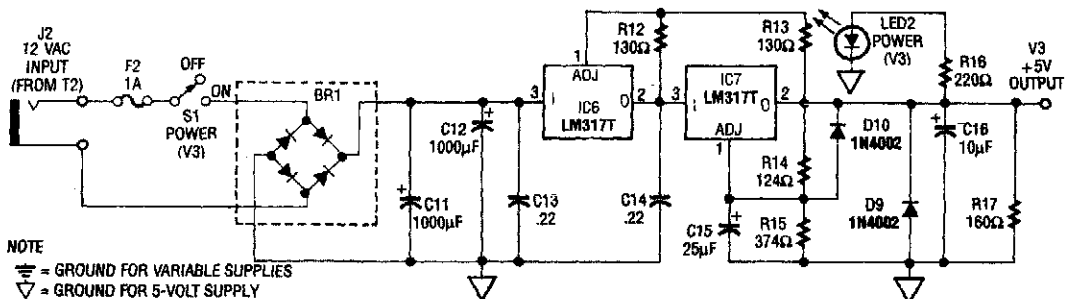 J2
12 VAC
INPUT
(FROM T2)
F2
1A
OFF
ON
S1
POWER
(V3)
BR1
C11
1000µF
C12
1000µF
C13
.22
3
1
ADJ
I
IC6
O
2
LM317T
R12
130Ω
C14
.22
3
IC7
I
LM317T
O
2
ADJ
1
R13
130Ω
LED2
POWER
(V3)
R16
220Ω
V3
+5V
OUTPUT
R14
124Ω
D10
1N4002
C15
25µF
R15
374Ω
D9
1N4002
C16
10µF
R17
160Ω
+
+
+
+
NOTE
= GROUND FOR VARIABLE SUPPLIES
= GROUND FOR 5-VOLT SUPPLY